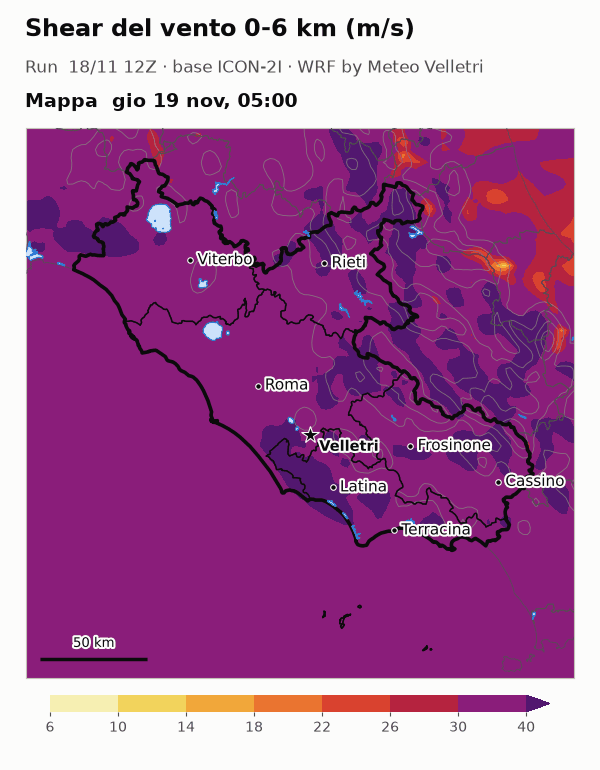 Shear del vento 0-6 km (m/s)
Run 18/11 12Z · base ICON-2I · WRF by Meteo Velletri
Mappa gio 19 nov, 05:00
Viterbo
Rieti
Roma
Velletri
Frosinone
Latina
Cassino
Terracina
50 km
6 10 14 18 22 26 30 40